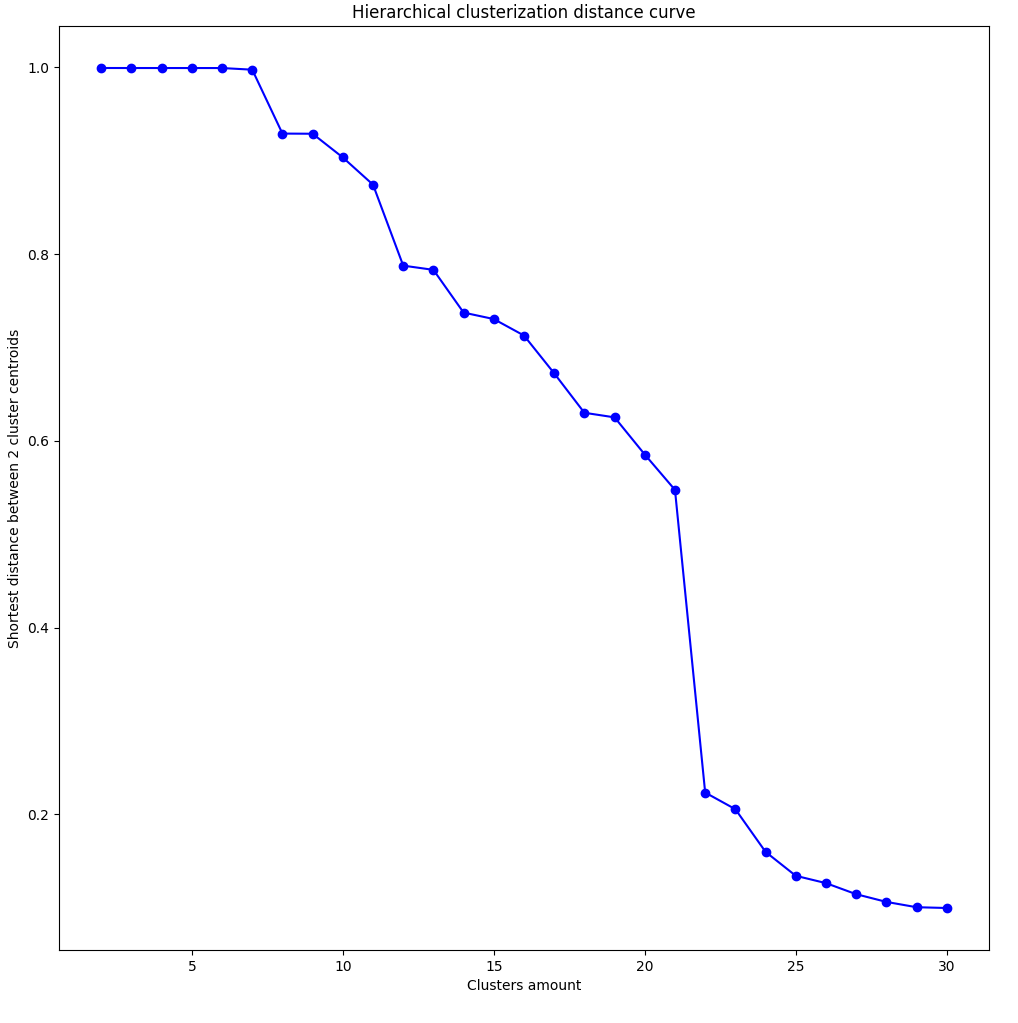 Hierarchical clusterization distance curve
Shortest distance between 2 cluster centroids
1.0
0.8
0.6
0.4
0.2
5 10 15 20 25 30
Clusters amount